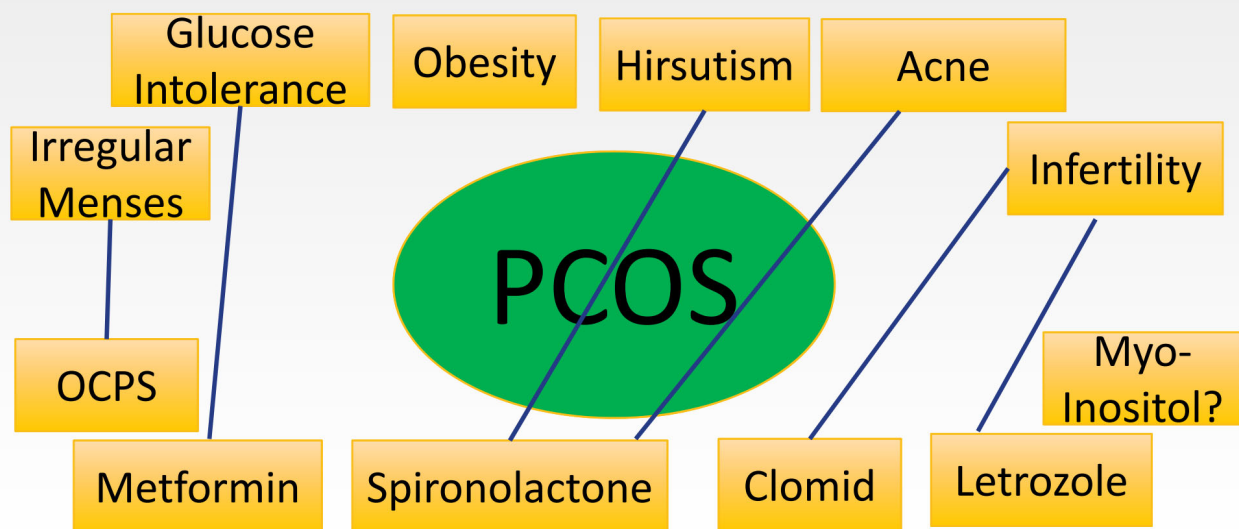 Glucose
Intolerance
Obesity
Hirsutism
Acne
Irregular
Menses
Infertility
PCOS
OCPS
Myo-
Inositol?
Metformin
Spironolactone
Clomid
Letrozole